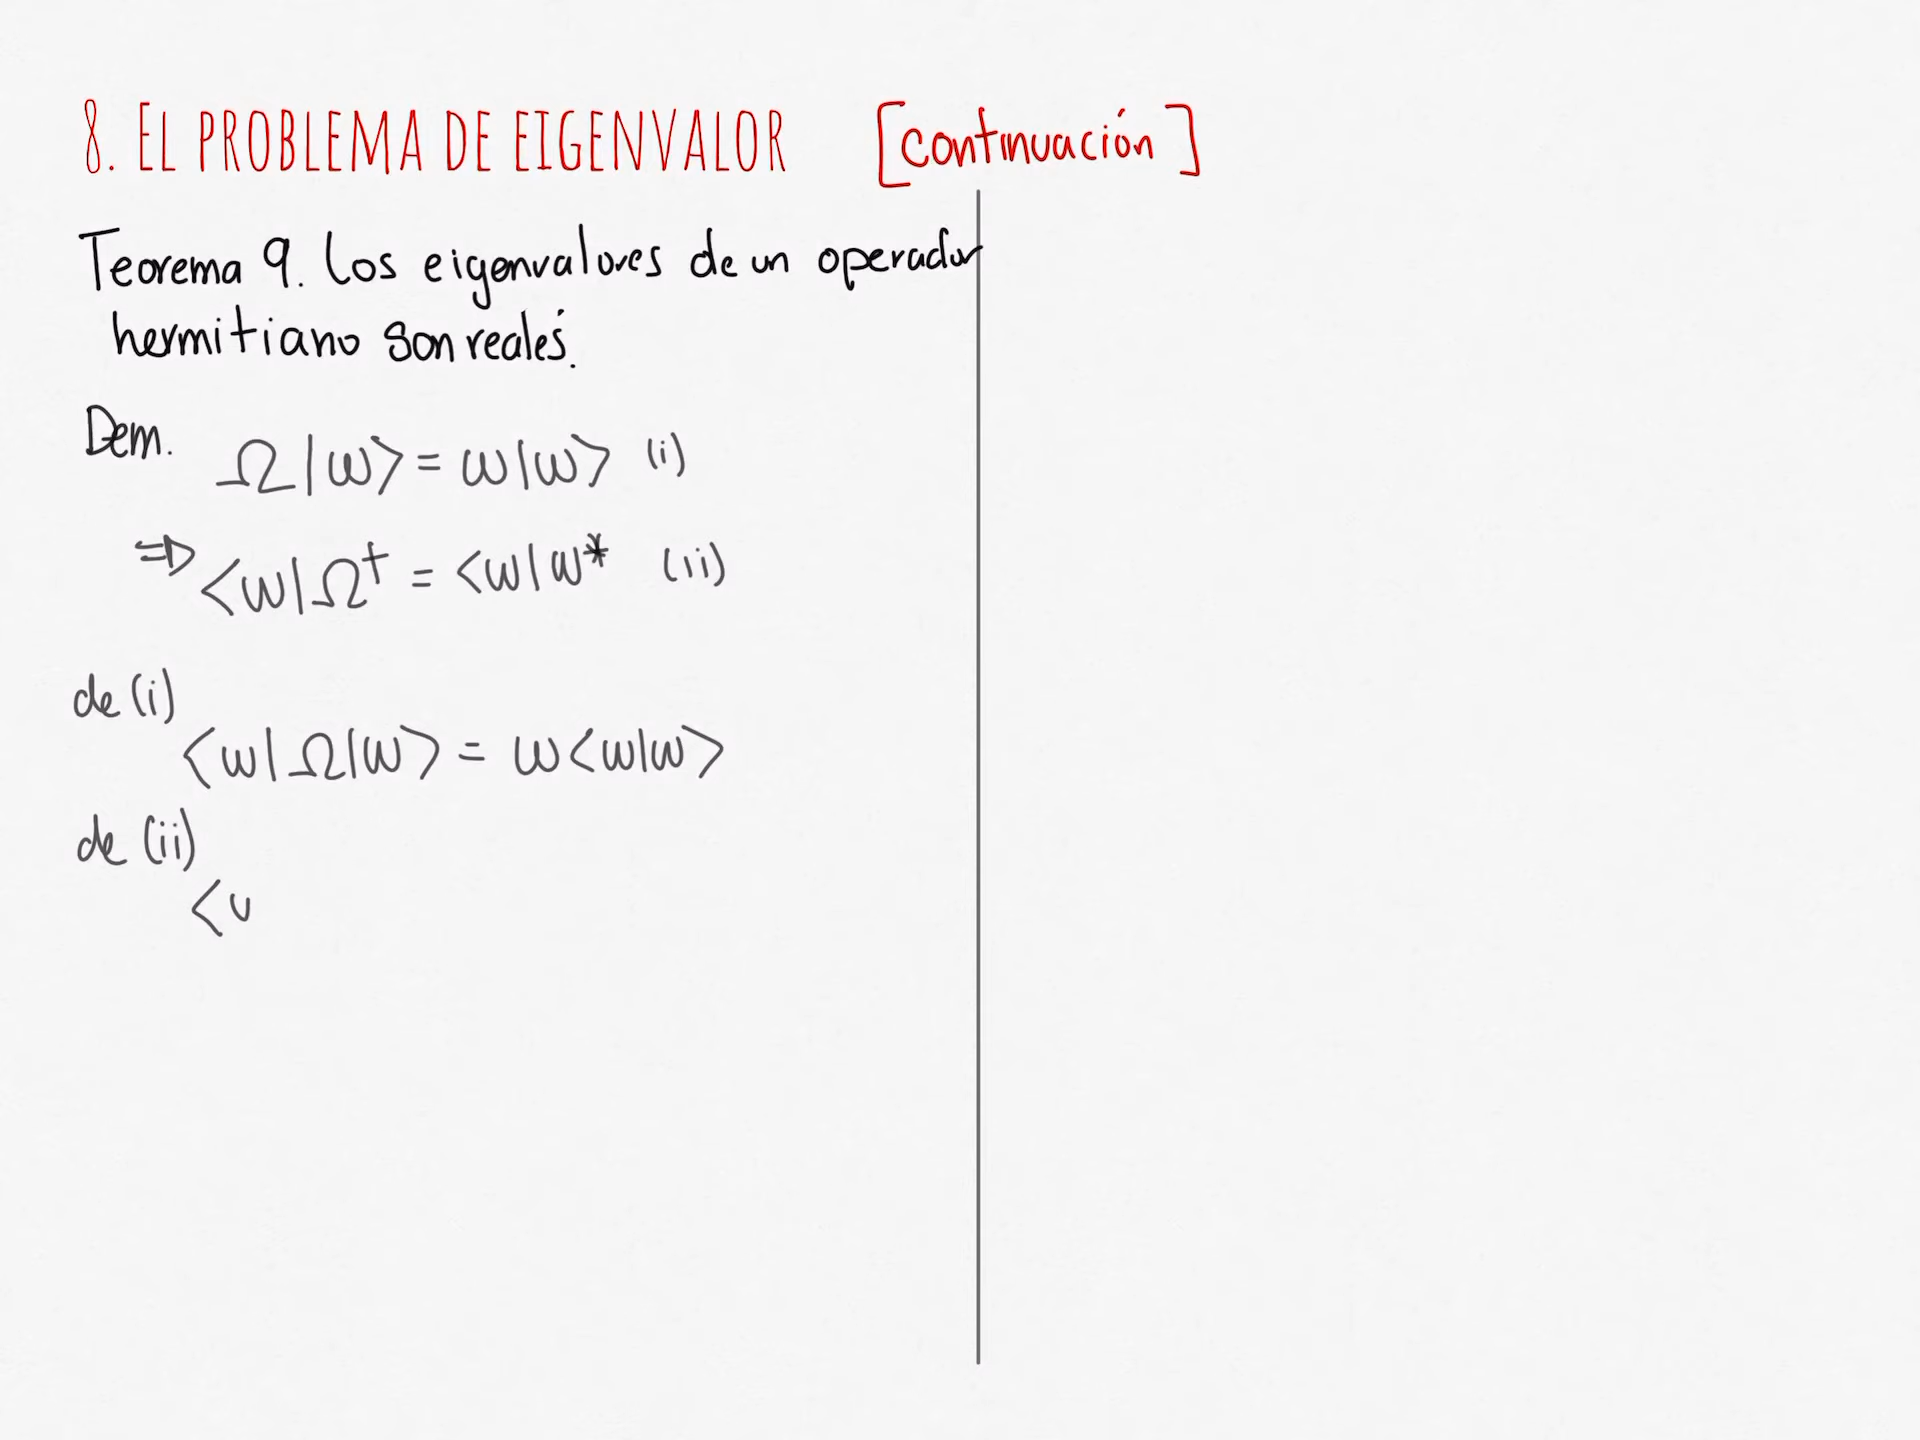 8. EL PROBLEMA DE EIGENVALOR [continuación]
Teorema 9. Los eigenvalores de un operador
hermitiano son reales.
Dem. Ω|ω> = ω|ω> (i)
⇒ <ω|Ω† = <ω|ω* (ii)
de (i)
<ω|Ω|ω> = ω<ω|ω>
de (ii)
<υ